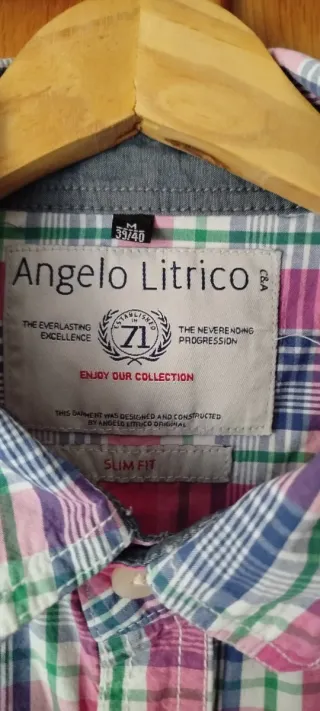 M
39/40
Angelo Litrico
C&A
THE EVERLASTING
EXCELLENCE
ESTABLISHED
IN
71
THE NEVERENDING
PROGRESSION
ENJOY OUR COLLECTION
THIS GARMENT WAS DESIGNED AND CONSTRUCTED
BY ANGELO LITRICO ORIGINAL
SLIM FIT